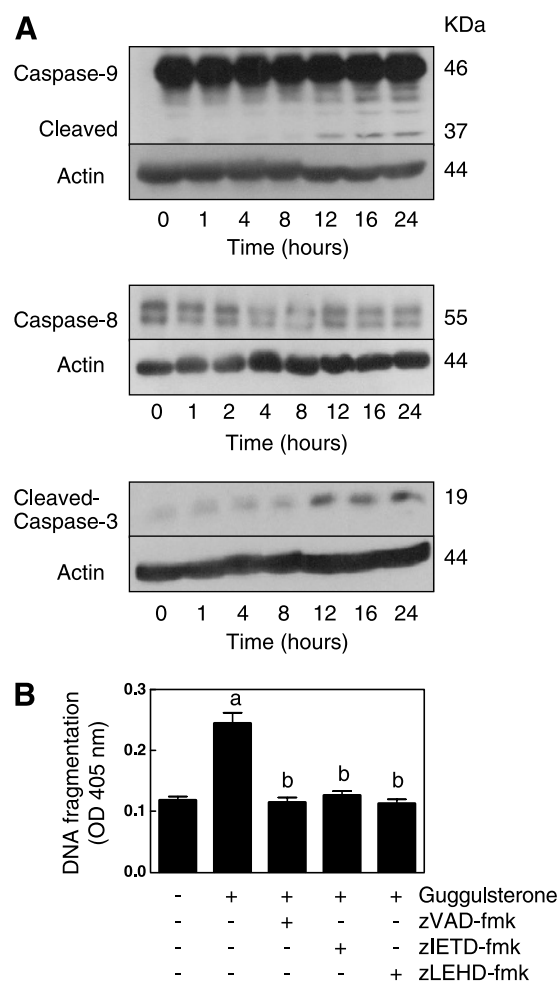 A
KDa
Caspase-9
46
Cleaved
37
Actin
44
0 1 4 8 12 16 24
Time (hours)
Caspase-8
55
Actin
44
0 1 2 4 8 12 16 24
Time (hours)
Cleaved-
Caspase-3
19
Actin
44
0 1 4 8 12 16 24
Time (hours)
B
DNA fragmentation
(OD 405 nm)
0.3
0.2
0.1
0.0
a
b b b
- + + + + Guggulsterone
- - + - - zVAD-fmk
- - - + - zIETD-fmk
- - - - + zLEHD-fmk